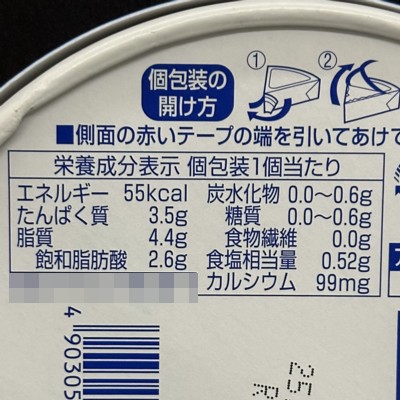 個包装の
開け方
① ②
■側面の赤いテープの端を引いてあけて
栄養成分表示 個包装1個当たり
エネルギー 55kcal
たんぱく質 3.5g
脂質 4.4g
飽和脂肪酸 2.6g
炭水化物 0.0〜0.6g
糖質 0.0〜0.6g
食物繊維 0.0g
食塩相当量 0.52g
カルシウム 99mg
4 90305